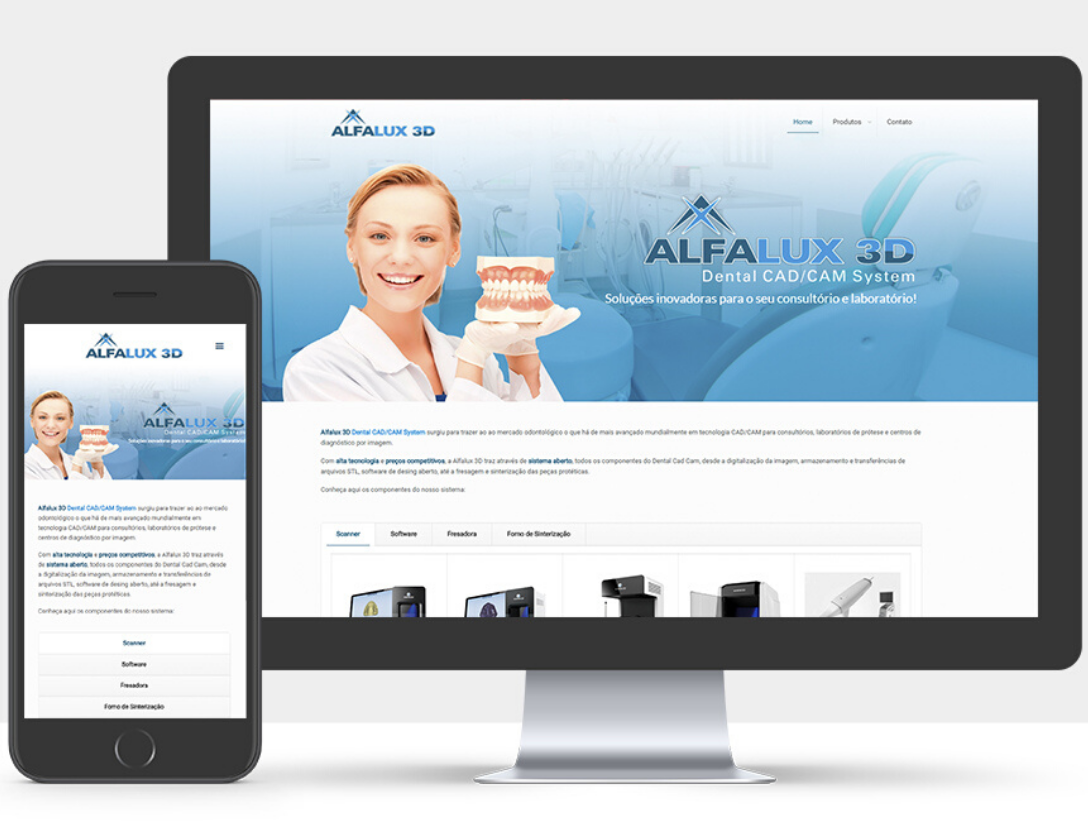 ALFALUX 3D
Home Produtos Contato
ALFALUX 3D
Dental CAD/CAM System
Soluções inovadoras para o seu consultório e laboratório!
Alfalux 3D Dental CAD/CAM System surgiu para trazer ao ao mercado odontológico o que há de mais avançado mundialmente em tecnologia CAD/CAM para consultórios, laboratórios de prótese e centros de
diagnóstico por imagem.
Com alta tecnologia e preços competitivos, a Alfalux 3D traz através de sistema aberto, todos os componentes do Dental Cad Cam, desde a digitalização da imagem, armazenamento e transferências de
arquivos STL, software de desing aberto, até a fresagem e sinterização das peças protéticas.
Conheça aqui os componentes do nosso sistema:
Scanner Software Fresadora Forno de Sinterização
ALFALUX 3D
ALFALUX 3D
Dental CAD/CAM System
Soluções inovadoras para o seu consultório e laboratório!
Alfalux 3D Dental CAD/CAM System surgiu para trazer ao ao mercado
odontológico o que há de mais avançado mundialmente em
tecnologia CAD/CAM para consultórios, laboratórios de prótese e
centros de diagnóstico por imagem.
Com alta tecnologia e preços competitivos, a Alfalux 3D traz através
de sistema aberto, todos os componentes do Dental Cad Cam, desde
a digitalização da imagem, armazenamento e transferências de
arquivos STL, software de desing aberto, até a fresagem e
sinterização das peças protéticas.
Conheça aqui os componentes do nosso sistema:
Scanner
Software
Fresadora
Forno de Sinterização